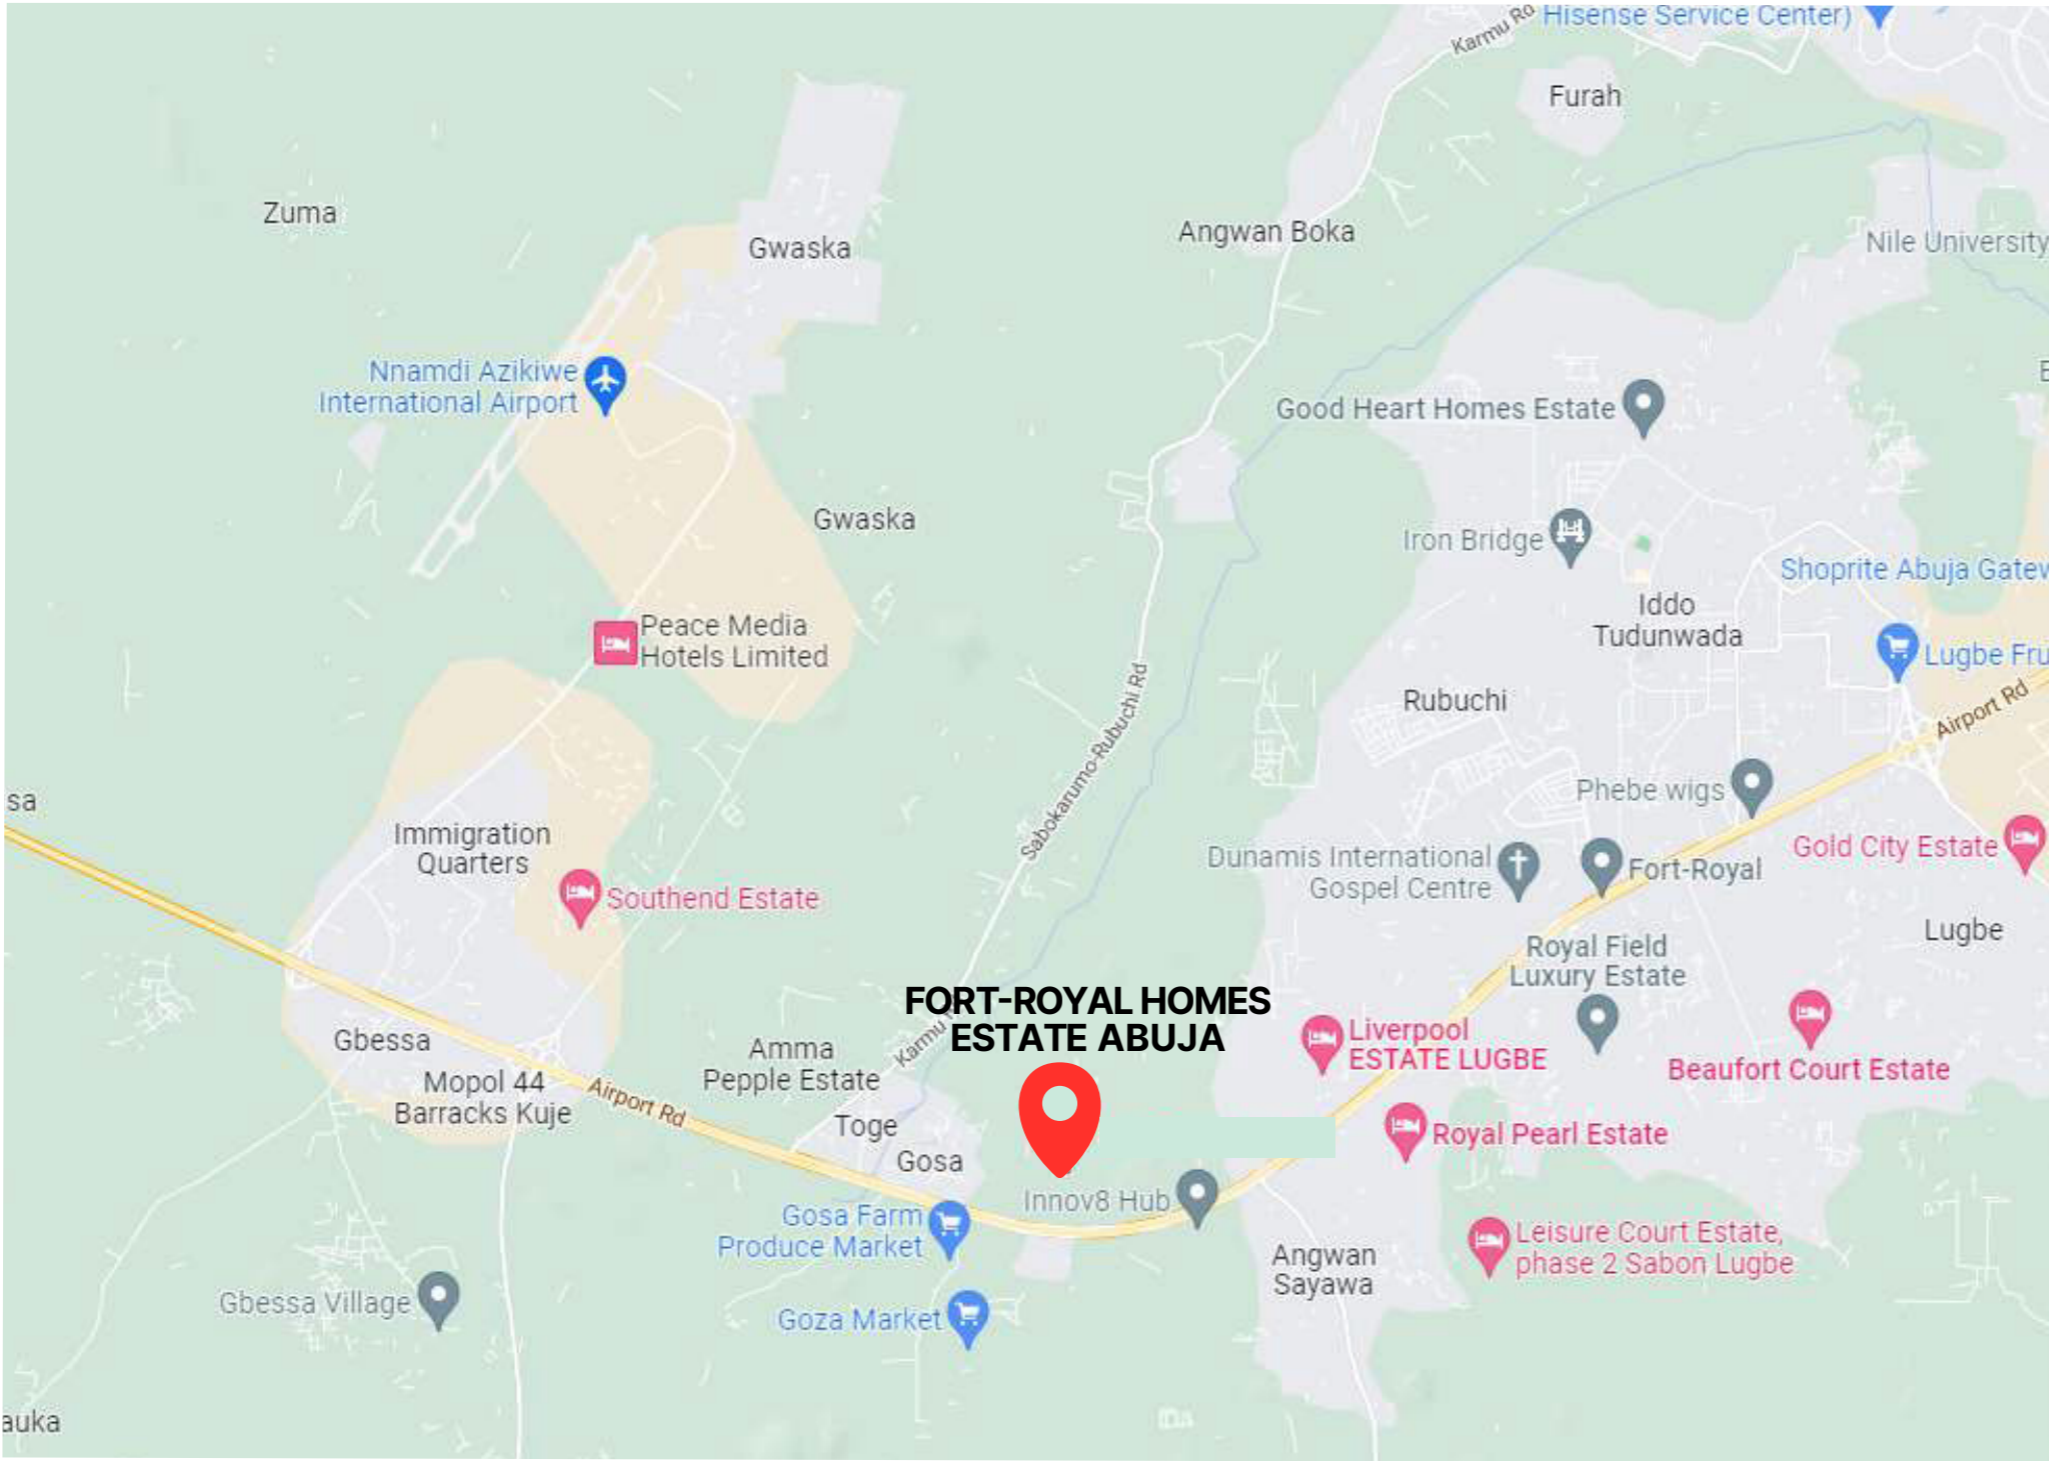 Karmu Rd
Hisense Service Center)
Furah
Zuma
Gwaska
Angwan Boka
Nile University
Nnamdi Azikiwe
International Airport
E
Good Heart Homes Estate
Gwaska
Iron Bridge
Shoprite Abuja Gatew
Iddo
Tudunwada
Peace Media
Hotels Limited
Lugbe Fru
Rubuchi
Airport Rd
Sabokarumo-Rubuchi Rd
Phebe wigs
sa
Immigration
Quarters
Gold City Estate
Dunamis International
Gospel Centre
Fort-Royal
Southend Estate
Lugbe
Royal Field
Luxury Estate
FORT-ROYAL HOMES
ESTATE ABUJA
Karmu
Gbessa
Amma
Pepple Estate
Liverpool
ESTATE LUGBE
Beaufort Court Estate
Mopol 44
Barracks Kuje
Airport Rd
Toge
Gosa
Royal Pearl Estate
Innov8 Hub
Gosa Farm
Produce Market
Leisure Court Estate,
phase 2 Sabon Lugbe
Angwan
Sayawa
Gbessa Village
Goza Market
auka